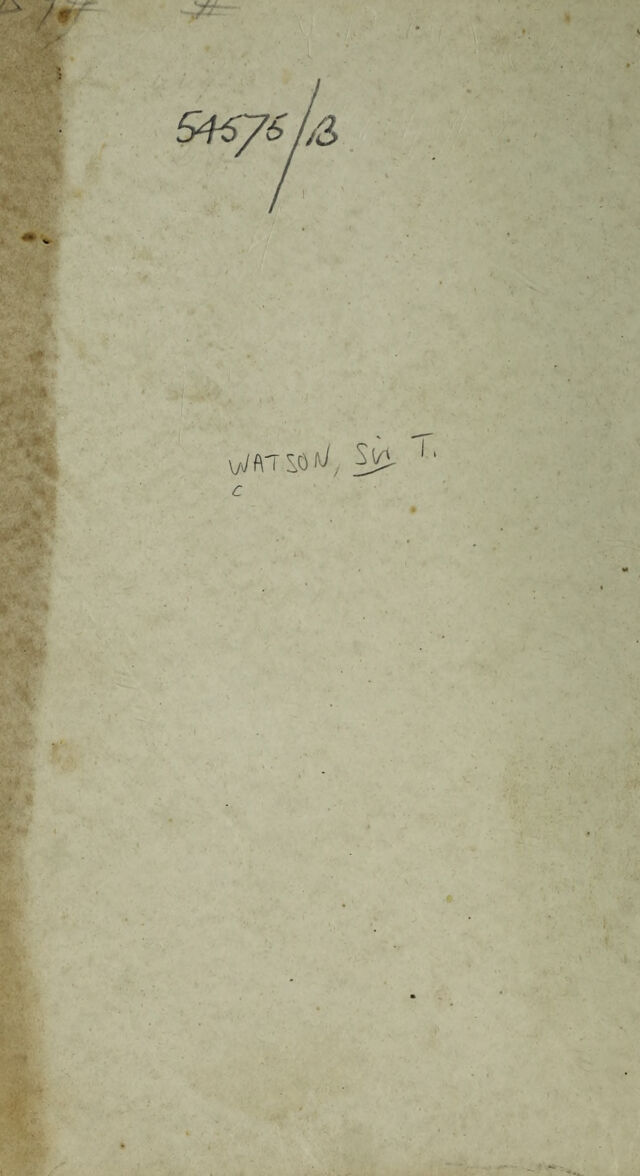 54575/B
WATSON, Sir T.
c